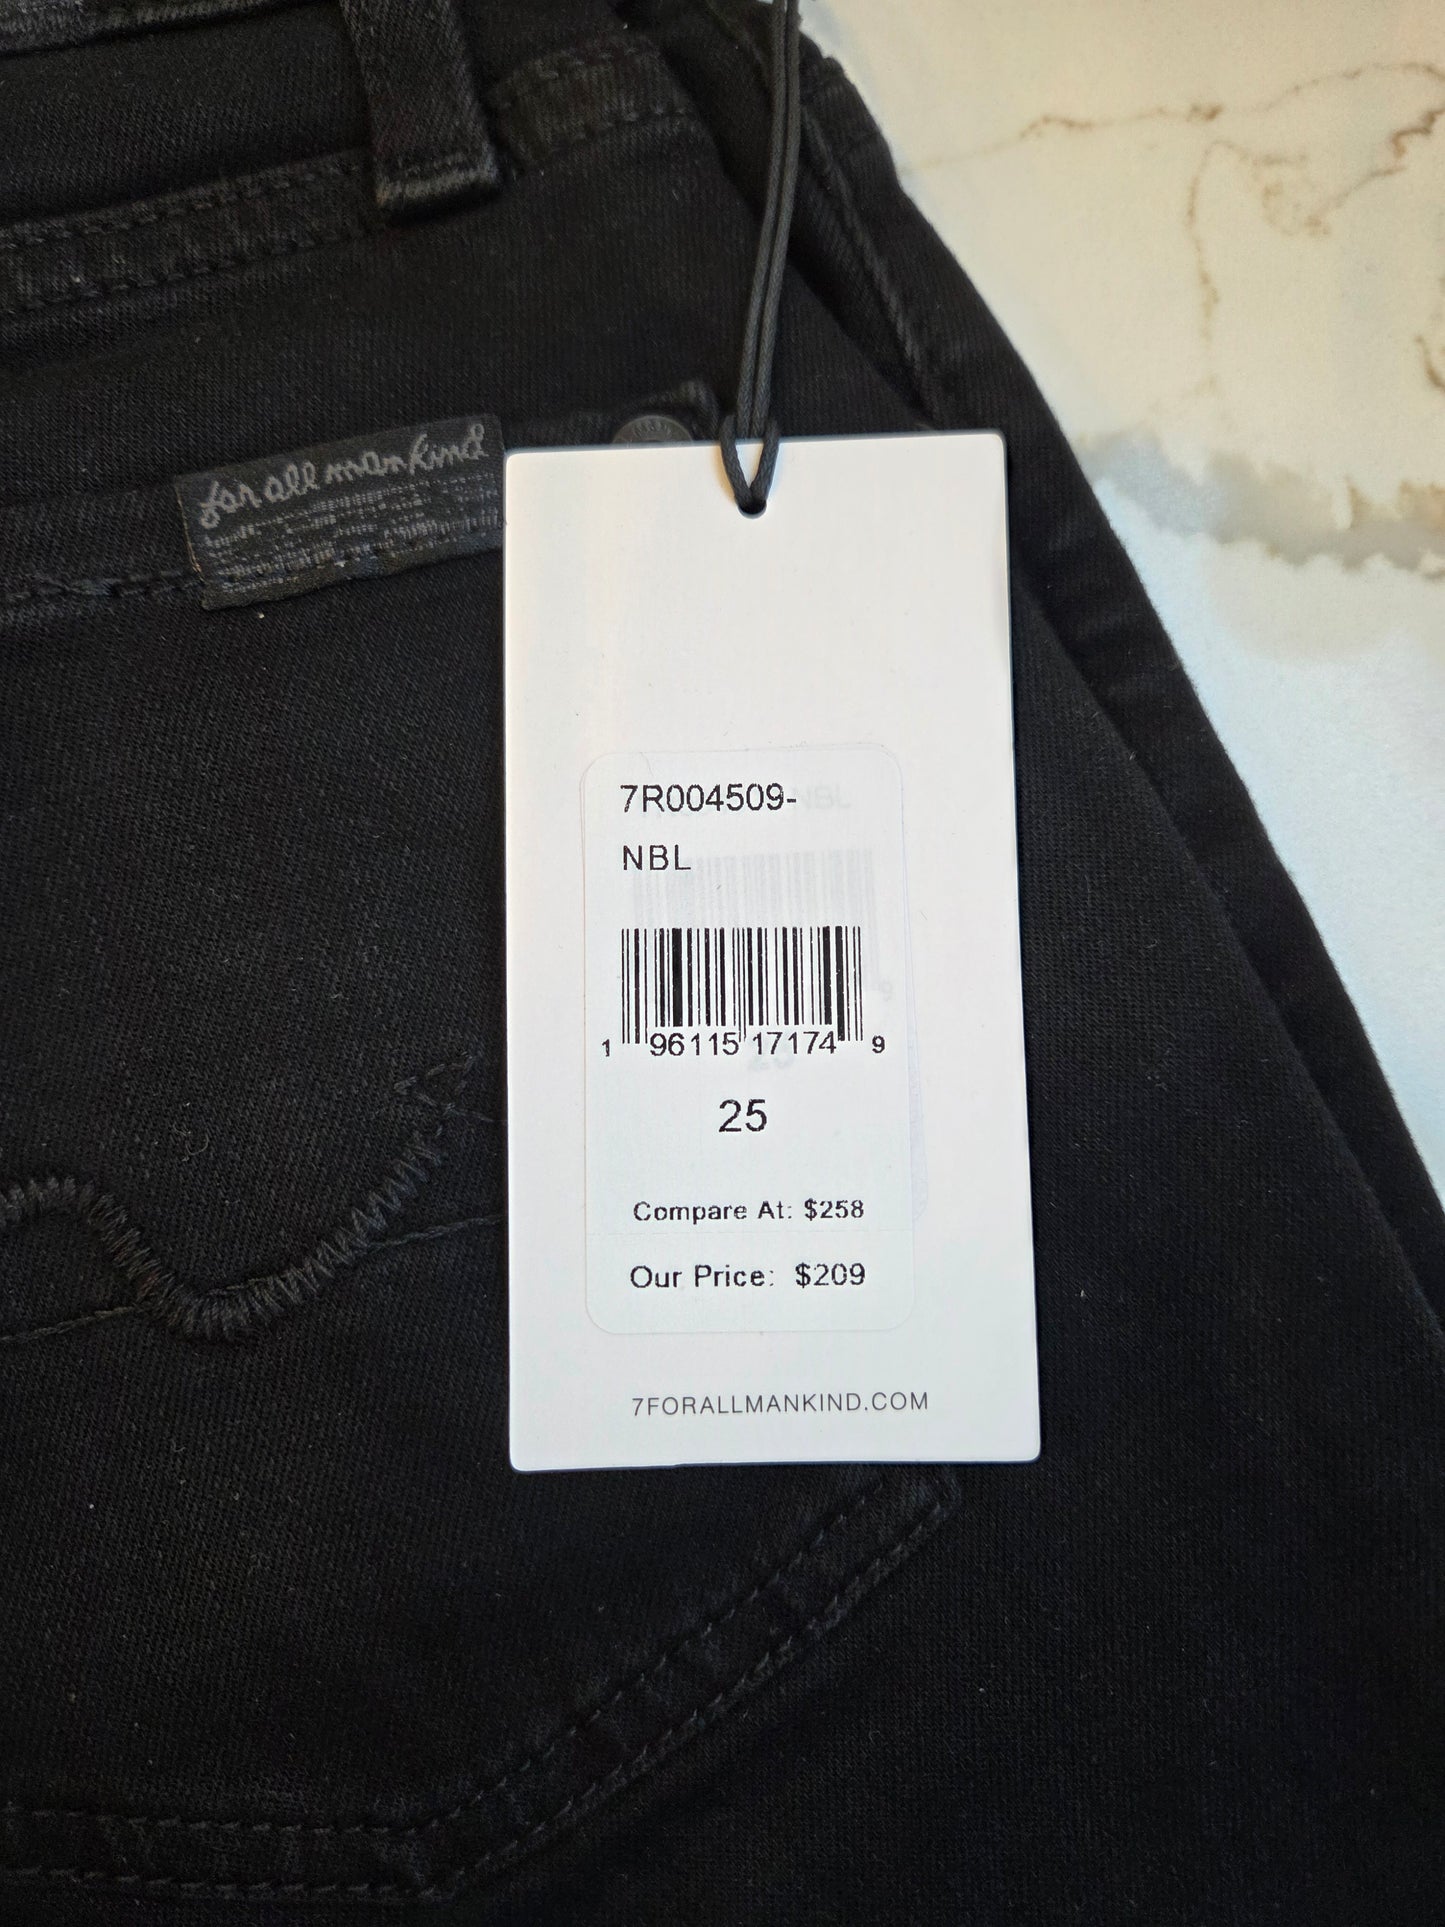 for all mankind
7R004509-
NBL
1 96115 17174 9
25
Compare At: $258
Our Price: $209
7FORALLMANKIND.COM